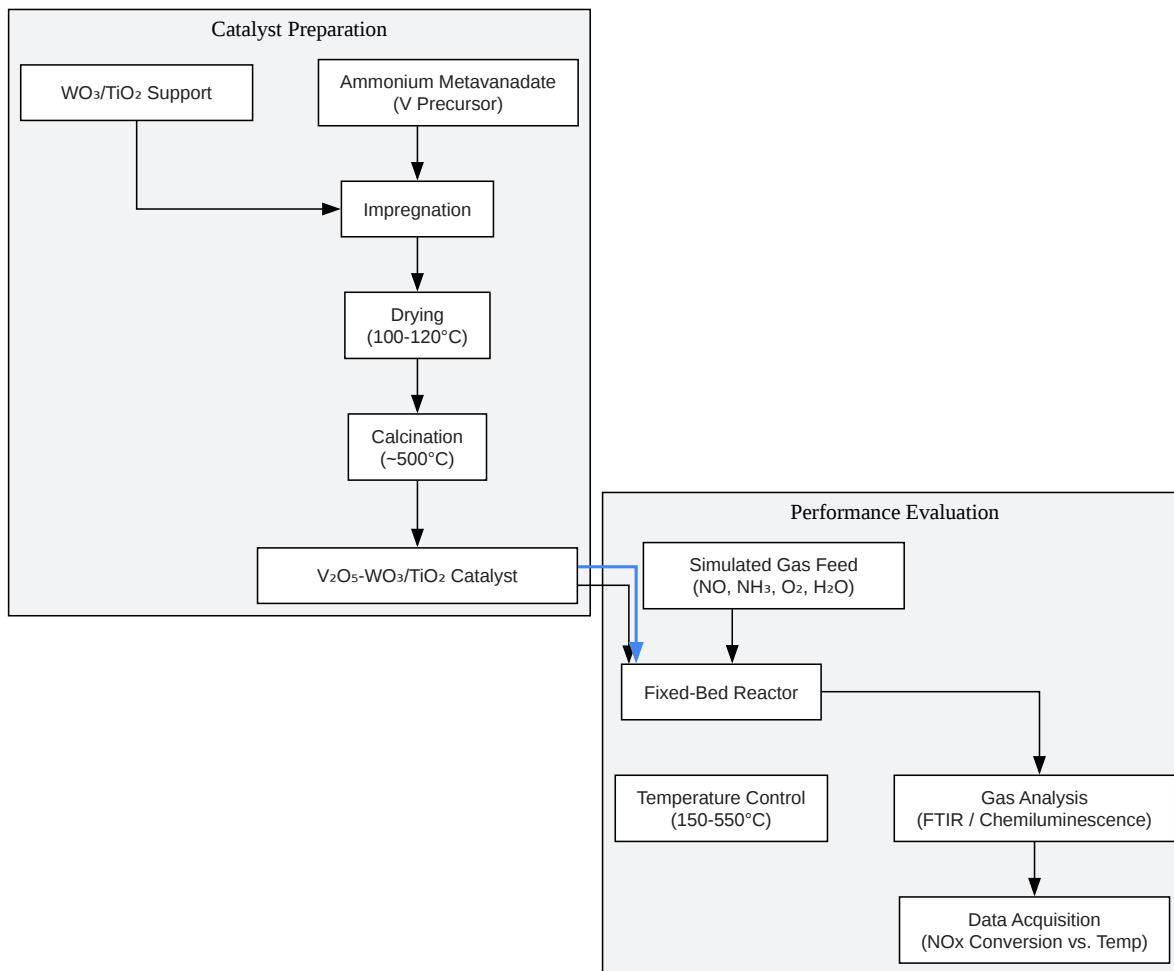 Catalyst Preparation
WO₃/TiO₂ Support
Ammonium Metavanadate
(V Precursor)
Impregnation
Drying
(100-120°C)
Calcination
(~500°C)
V₂O₅-WO₃/TiO₂ Catalyst
Performance Evaluation
Simulated Gas Feed
(NO, NH₃, O₂, H₂O)
Fixed-Bed Reactor
Temperature Control
(150-550°C)
Gas Analysis
(FTIR / Chemiluminescence)
Data Acquisition
(NOx Conversion vs. Temp)